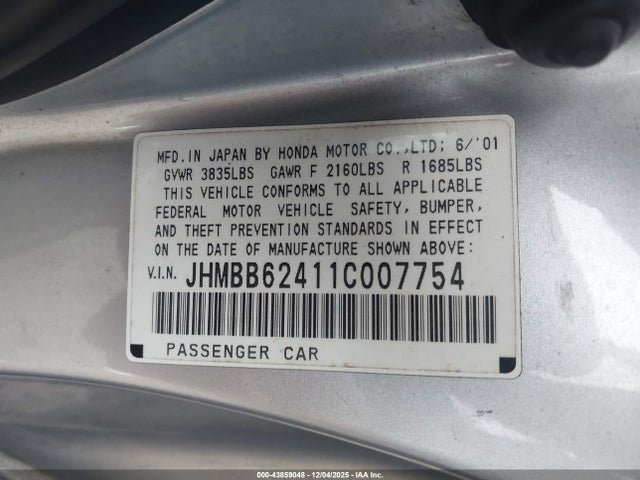 MFD. IN JAPAN BY HONDA MOTOR CO.,LTD; 6/'01
GVWR 3835LBS GAWR F 2160LBS R 1685LBS
THIS VEHICLE CONFORMS TO ALL APPLICABLE
FEDERAL MOTOR VEHICLE SAFETY, BUMPER,
AND THEFT PREVENTION STANDARDS IN EFFECT
ON THE DATE OF MANUFACTURE SHOWN ABOVE:
V.I.N. JHMBB62411C007754
PASSENGER CAR
000-43859048 - 12/04/2025 - IAA Inc.